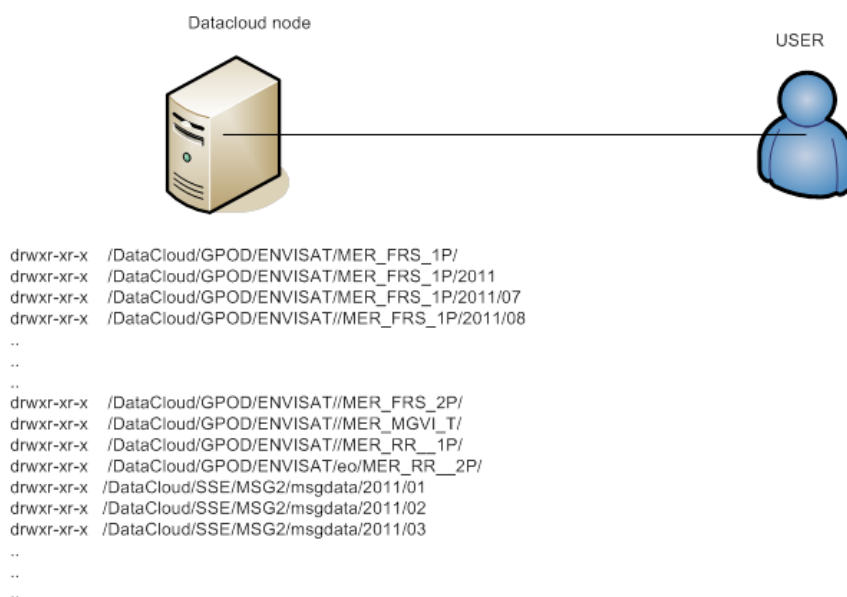 Datacloud node
USER
drwxr-xr-x /DataCloud/GPOD/ENVISAT/MER_FRS_1P/
drwxr-xr-x /DataCloud/GPOD/ENVISAT/MER_FRS_1P/2011
drwxr-xr-x /DataCloud/GPOD/ENVISAT/MER_FRS_1P/2011/07
drwxr-xr-x /DataCloud/GPOD/ENVISAT//MER_FRS_1P/2011/08
..
..
..
drwxr-xr-x /DataCloud/GPOD/ENVISAT//MER_FRS_2P/
drwxr-xr-x /DataCloud/GPOD/ENVISAT//MER_MGVI_T/
drwxr-xr-x /DataCloud/GPOD/ENVISAT//MER_RR__1P/
drwxr-xr-x /DataCloud/GPOD/ENVISAT/eo/MER_RR__2P/
drwxr-xr-x /DataCloud/SSE/MSG2/msgdata/2011/01
drwxr-xr-x /DataCloud/SSE/MSG2/msgdata/2011/02
drwxr-xr-x /DataCloud/SSE/MSG2/msgdata/2011/03
..
..
..